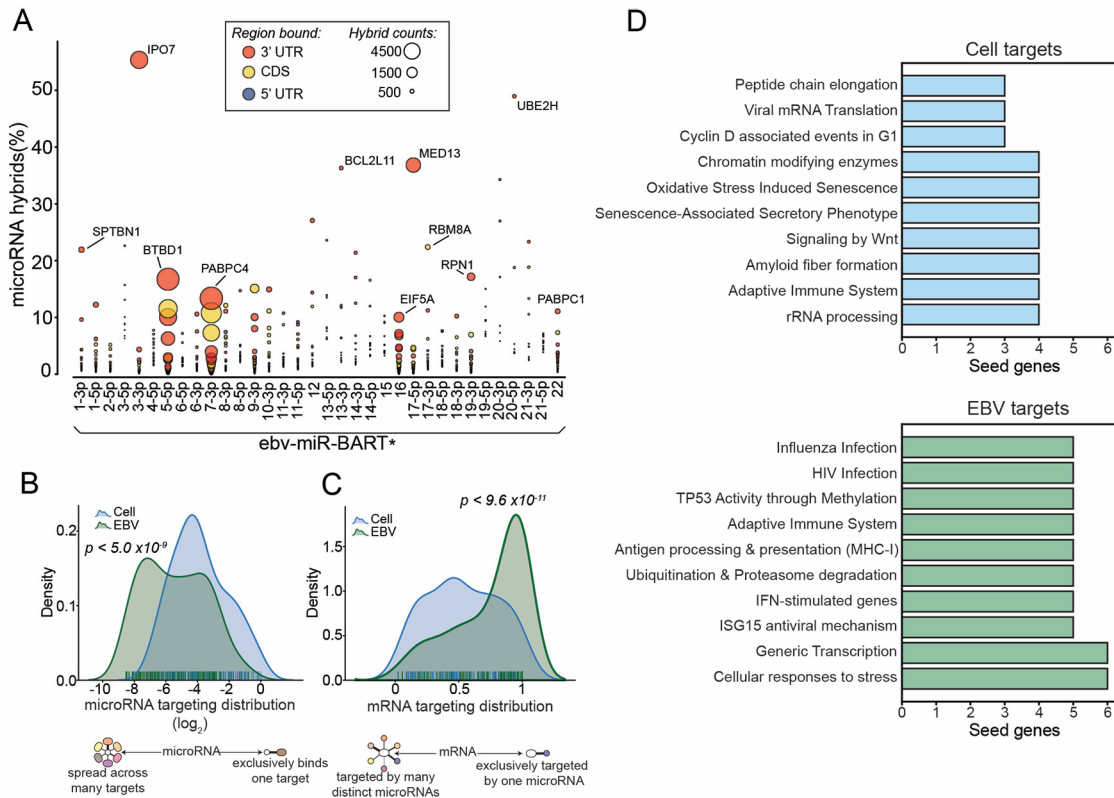 A
Region bound:
3' UTR
CDS
5' UTR
Hybrid counts:
4500
1500
500
IPO7
UBE2H
BCL2L11
MED13
SPTBN1
RBM8A
BTBD1
PABPC4
RPN1
EIF5A
PABPC1
microRNA hybrids(%)
50
40
30
20
10
0
1-3p
1-5p
2-5p
3-5p
3-3p
4-5p
5-5p
6-5p
6-3p
7-3p
8-3p
8-5p
9-3p
10-3p
11-3p
11-5p
12
13-5p
13-3p
14-3p
14-5p
15
16
17-5p
17-3p
18-5p
18-3p
19-3p
19-5p
20-3p
20-5p
21-3p
21-5p
22
ebv-miR-BART*
B
Cell
EBV
p < 5.0 x10-9
Density
0.2
0.1
0.0
-10
-8
-6
-4
-2
0
microRNA targeting distribution
(log2)
microRNA
spread across
many targets
exclusively binds
one target
C
p < 9.6 x10-11
Cell
EBV
Density
1.5
1.0
0.5
0.0
0
0.5
1
mRNA targeting distribution
mRNA
targeted by many
distinct microRNAs
exclusively targeted
by one microRNA
D
Cell targets
Peptide chain elongation
Viral mRNA Translation
Cyclin D associated events in G1
Chromatin modifying enzymes
Oxidative Stress Induced Senescence
Senescence-Associated Secretory Phenotype
Signaling by Wnt
Amyloid fiber formation
Adaptive Immune System
rRNA processing
0 1 2 3 4 5 6
Seed genes
EBV targets
Influenza Infection
HIV Infection
TP53 Activity through Methylation
Adaptive Immune System
Antigen processing & presentation (MHC-I)
Ubiquitination & Proteasome degradation
IFN-stimulated genes
ISG15 antiviral mechanism
Generic Transcription
Cellular responses to stress
0 1 2 3 4 5 6
Seed genes